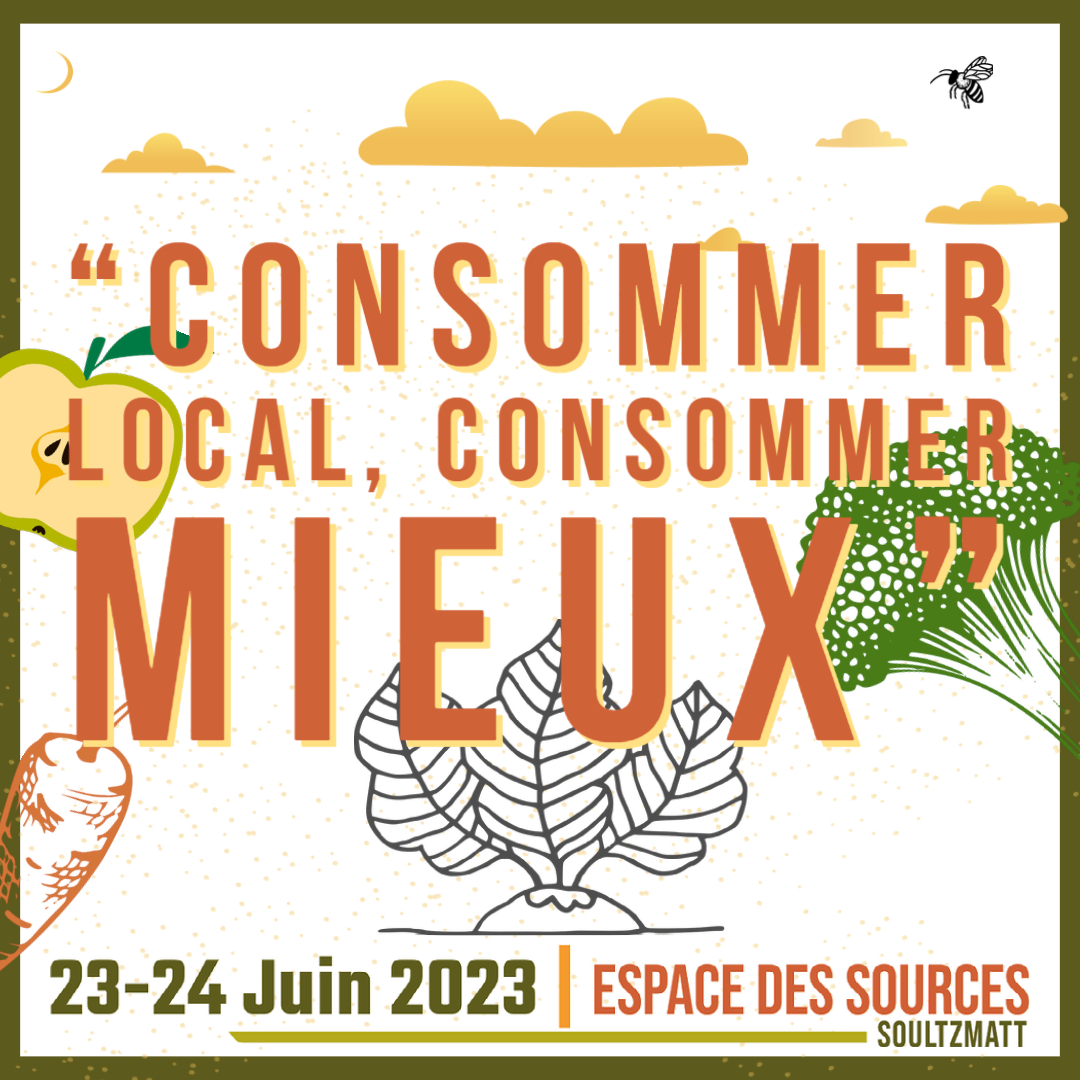 “CONSOMMER
LOCAL, CONSOMMER
MIEUX”
23-24 Juin 2023
ESPACE DES SOURCES
SOULTZMATT